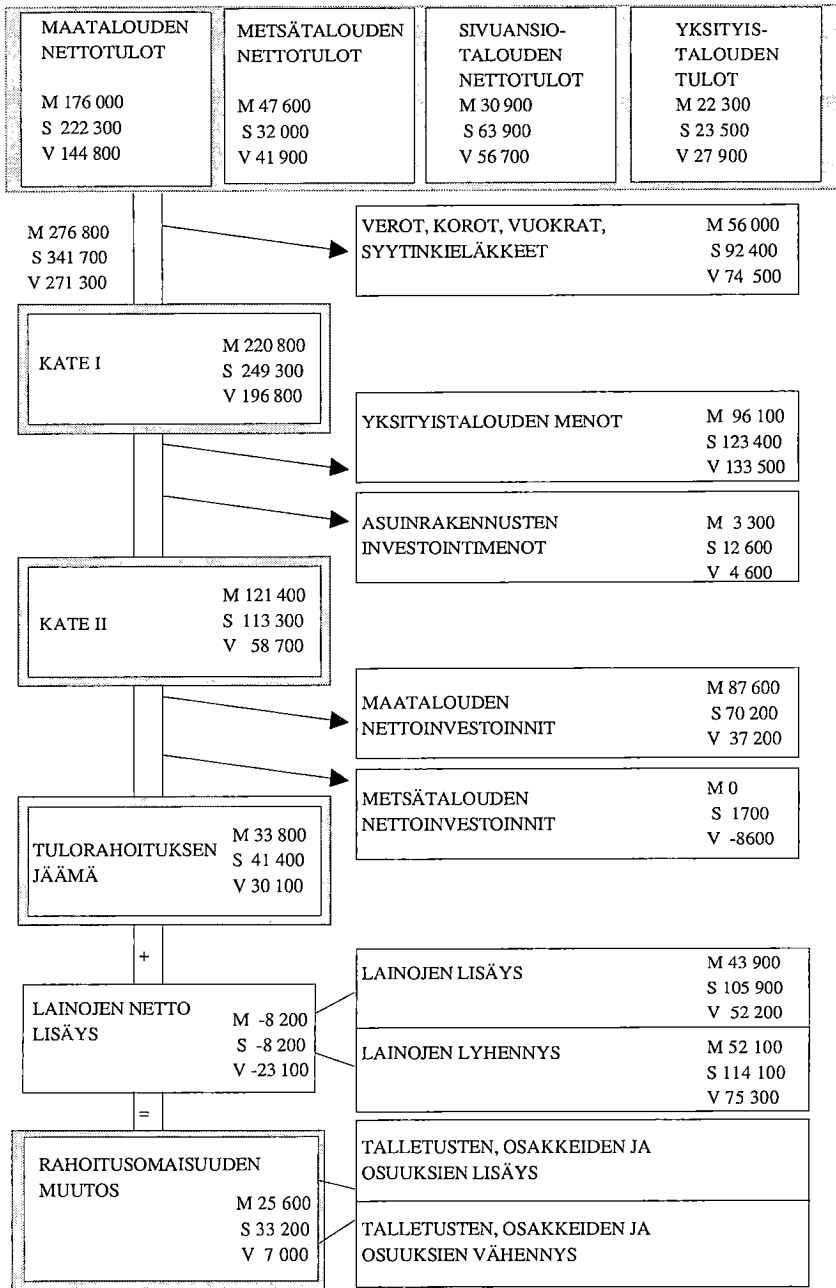 MAATALOUDEN
NETTOTULOT
M 176 000
S 222 300
V 144 800
METSÄTALOUDEN
NETTOTULOT
M 47 600
S 32 000
V 41 900
SIVUANSIO-
TALOUDEN
NETTOTULOT
M 30 900
S 63 900
V 56 700
YKSITYIS-
TALOUDEN
TULOT
M 22 300
S 23 500
V 27 900
M 276 800
S 341 700
V 271 300
VEROT, KOROT, VUOKRAT,
SYYTINKIELÄKKEET
M 56 000
S 92 400
V 74 500
KATE I
M 220 800
S 249 300
V 196 800
YKSITYISTALOUDEN MENOT
M 96 100
S 123 400
V 133 500
ASUINRAKENNUSTEN
INVESTOINTIMENOT
M 3 300
S 12 600
V 4 600
KATE II
M 121 400
S 113 300
V 58 700
MAATALOUDEN
NETTOINVESTOINNIT
M 87 600
S 70 200
V 37 200
METSÄTALOUDEN
NETTOINVESTOINNIT
M 0
S 1700
V -8600
TULORAHOITUKSEN
JÄÄMÄ
M 33 800
S 41 400
V 30 100
+
LAINOJEN NETTO
LISÄYS
M -8 200
S -8 200
V -23 100
LAINOJEN LISÄYS
M 43 900
S 105 900
V 52 200
LAINOJEN LYHENNYS
M 52 100
S 114 100
V 75 300
=
RAHOITUSOMAISUUDEN
MUUTOS
M 25 600
S 33 200
V 7 000
TALLETUSTEN, OSAKKEIDEN JA
OSUUKSIEN LISÄYS
TALLETUSTEN, OSAKKEIDEN JA
OSUUKSIEN VÄHENNYS